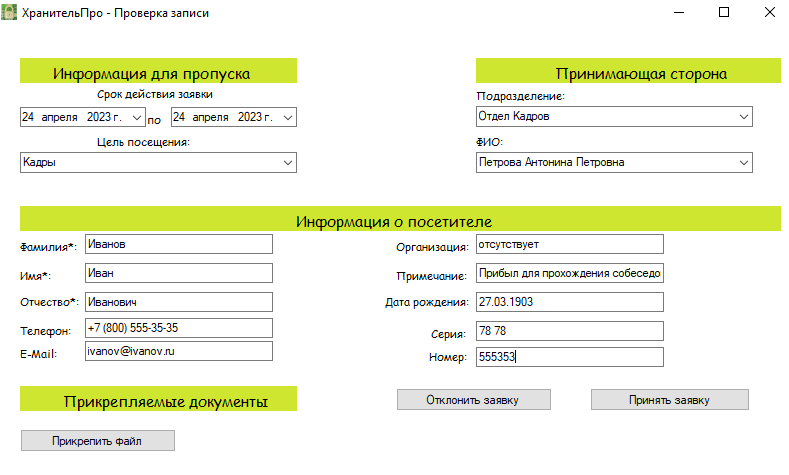 ХранительПро - Проверка записи
Информация для пропуска
Срок действия заявки
24 апреля 2023 г. по 24 апреля 2023 г.
Цель посещения:
Кадры
Принимающая сторона
Подразделение:
Отдел Кадров
ФИО:
Петрова Антонина Петровна
Информация о посетителе
Фамилия*: Иванов
Имя*: Иван
Отчество*: Иванович
Телефон: +7 (800) 555-35-35
E-Mail: ivanov@ivanov.ru
Организация: отсутствует
Примечание: Прибыл для прохождения собеседо
Дата рождения: 27.03.1903
Серия: 78 78
Номер: 555353
Прикрепляемые документы
Прикрепить файл
Отклонить заявку
Принять заявку